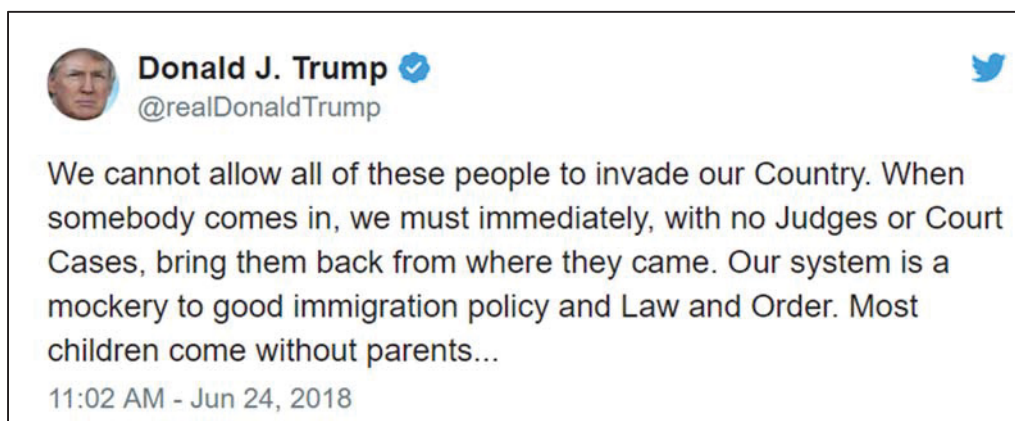 Donald J. Trump
@realDonaldTrump
We cannot allow all of these people to invade our Country. When
somebody comes in, we must immediately, with no Judges or Court
Cases, bring them back from where they came. Our system is a
mockery to good immigration policy and Law and Order. Most
children come without parents...
11:02 AM - Jun 24, 2018